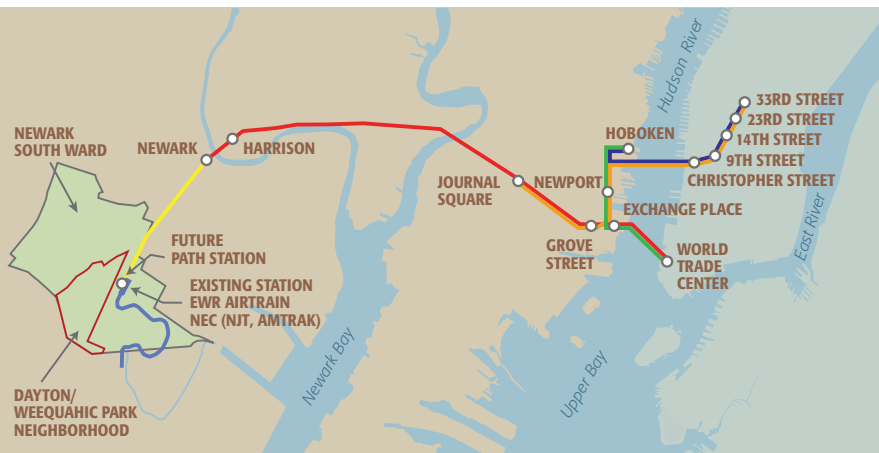 NEWARK
SOUTH WARD
NEWARK
HARRISON
FUTURE
PATH STATION
EXISTING STATION
EWR AIRTRAIN
NEC (NJT, AMTRAK)
DAYTON/
WEEQUAHIC PARK
NEIGHBORHOOD
Newark Bay
JOURNAL
SQUARE
NEWPORT
HOBOKEN
GROVE
STREET
EXCHANGE PLACE
WORLD
TRADE
CENTER
Hudson River
33RD STREET
23RD STREET
14TH STREET
9TH STREET
CHRISTOPHER STREET
East River
Upper Bay